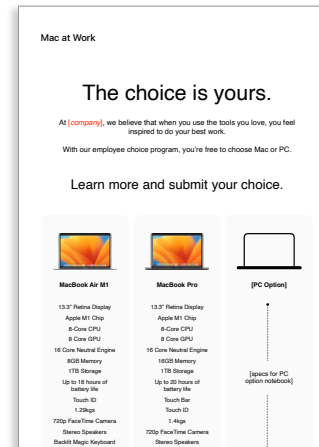 Mac at Work
The choice is yours.
At [company], we believe that when you use the tools you love, you feel
inspired to do your best work.
With our employee choice program, you're free to choose Mac or PC.
Learn more and submit your choice.
MacBook Air M1
13.3" Retina Display
Apple M1 Chip
8-Core CPU
8 Core GPU
16 Core Neutral Engine
8GB Memory
1TB Storage
Up to 18 hours of
battery life
Touch ID
1.29kgs
720p FaceTime Camera
Stereo Speakers
Backlit Magic Keyboard
MacBook Pro
13.3" Retina Display
Apple M1 Chip
8-Core CPU
8 Core GPU
16 Core Neutral Engine
16GB Memory
1TB Storage
Up to 20 hours of
battery life
Touch Bar
Touch ID
1.4kgs
720p FaceTime Camera
Stereo Speakers
[PC Option]
[specs for PC
option notebook]